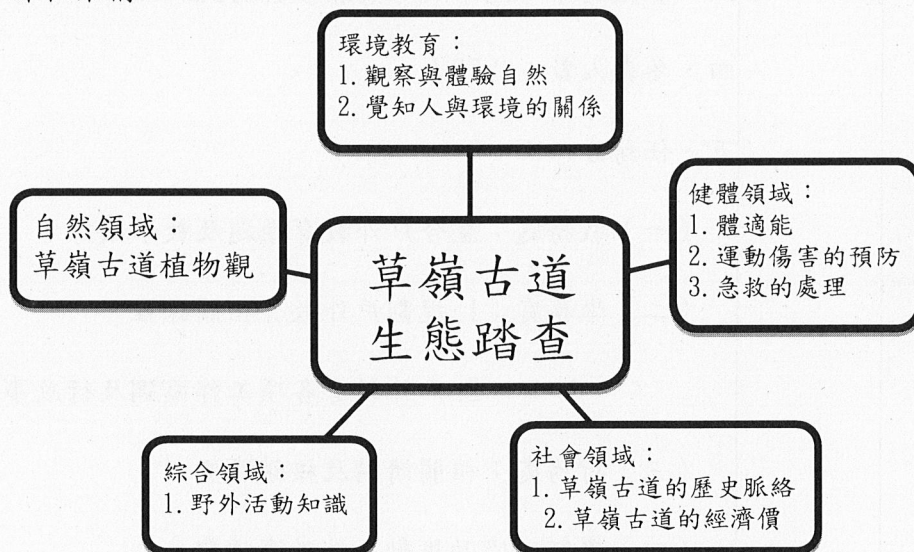 環境教育：
1.觀察與體驗自然
2.覺知人與環境的關係
自然領域：
草嶺古道植物觀
健體領域：
1.體適能
2.運動傷害的預防
3.急救的處理
草嶺古道
生態踏查
綜合領域：
1.野外活動知識
社會領域：
1.草嶺古道的歷史脈絡
2.草嶺古道的經濟價